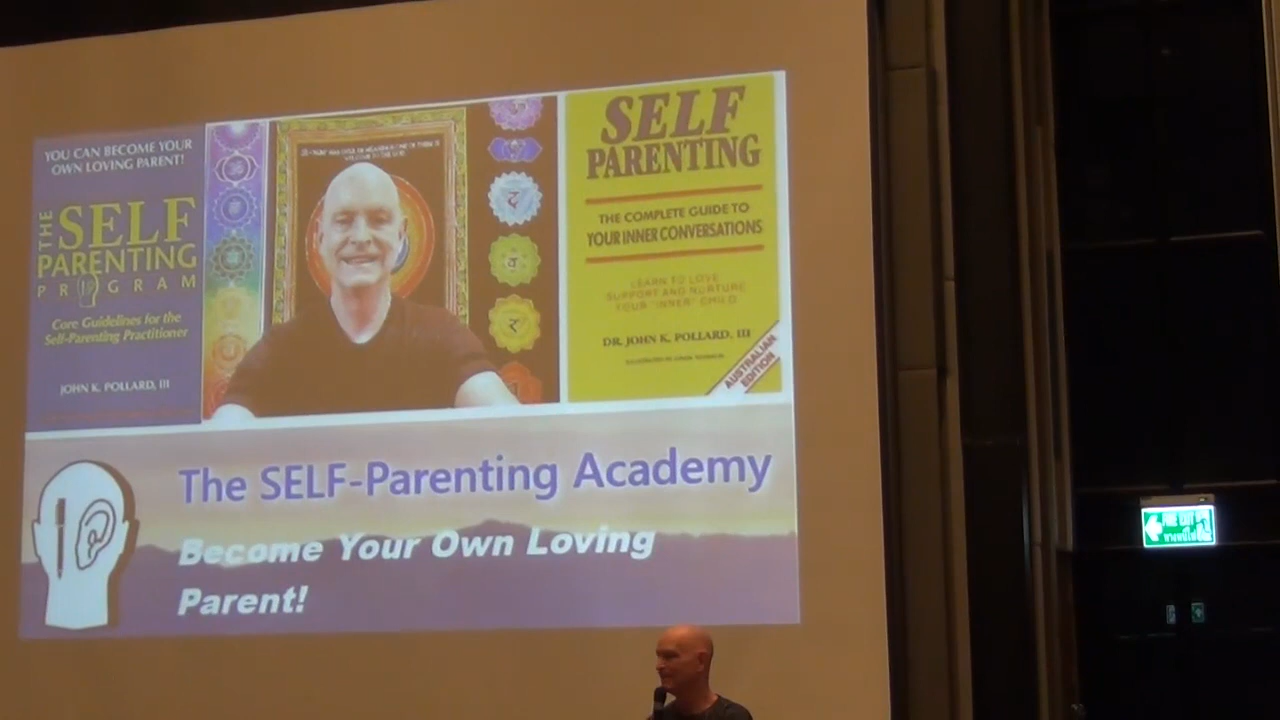 YOU CAN BECOME YOUR
OWN LOVING PARENT!
THE
SELF
PARENTING
PROGRAM
Core Guidelines for the
Self-Parenting Practitioner
JOHN K. POLLARD, III
SELF
PARENTING
THE COMPLETE GUIDE TO
YOUR INNER CONVERSATIONS
LEARN TO LOVE
SUPPORT AND NURTURE
YOUR "INNER" CHILD
DR. JOHN K. POLLARD, III
AUSTRALIAN
EDITION
The SELF-Parenting Academy
Become Your Own Loving
Parent!